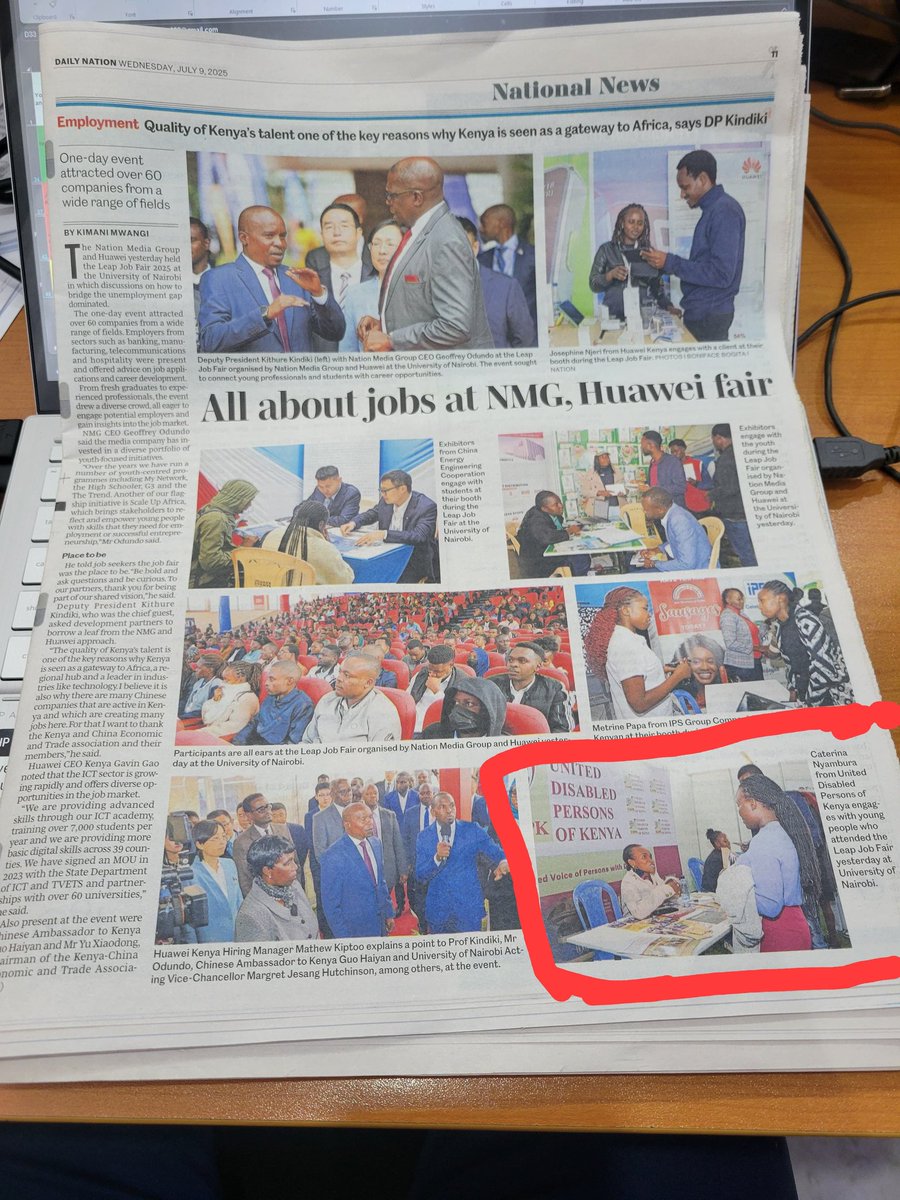 DAILY NATION WEDNESDAY, JULY 9, 2025
11
National News
Employment Quality of Kenya's talent one of the key reasons why Kenya is seen as a gateway to Africa, says DP Kindiki
One-day event
attracted over 60
companies from a
wide range of fields
BY KIMANI MWANGI
The Nation Media Group
and Huawei yesterday held
the Leap Job Fair 2025 at
the University of Nairobi
in which discussions on how to
bridge the unemployment gap
dominated.
The one-day event attracted
over 60 companies from a wide
range of fields. Employers from
sectors such as banking, manu-
facturing, telecommunications
and hospitality were present
and offered advice on job appli-
cations and career development.
From fresh graduates to expe-
rienced professionals, the event
drew a diverse crowd, all eager to
engage potential employers and
gain insights into the job market.
NMG CEO Geoffrey Odundo
said the media company has in-
vested in a diverse portfolio of
youth-focused initiatives.
"Over the years we have run a
number of youth-centred pro-
grammes including My Network,
the High Schooler, G3 and the
The Trend. Another of our flag-
ship initiative is Scale Up Africa,
which brings stakeholders to re-
flect and empower young people
with skills that they need for em-
ployment or successful entrepre-
neurship," Mr Odundo said.
Place to be
He told job seekers the job fair
was the place to be. "Be bold and
ask questions and be curious. To
our partners, thank you for being
part of our shared vision," he said.
Deputy President Kithure
Kindiki, who was the chief guest,
asked development partners to
borrow a leaf from the NMG and
Huawei approach.
"The quality of Kenya's talent is
one of the key reasons why Kenya
is seen as a gateway to Africa, a re-
gional hub and a leader in indus-
tries like technology. I believe it is
also why there are many Chinese
companies that are active in Ken-
ya and which are creating many
jobs here. For that I want to thank
the Kenya and China Economic
and Trade association and their
members," he said.
Huawei CEO Kenya Gavin Gao
noted that the ICT sector is grow-
ing rapidly and offers diverse op-
portunities in the job market.
"We are providing advanced
skills through our ICT academy,
training over 7,000 students per
year and we are providing more
basic digital skills across 39 coun-
ties. We have signed an MOU in
2023 with the State Department
of ICT and TVETS and partner-
ships with over 60 universities,"
he said.
Also present at the event were
Chinese Ambassador to Kenya
Guo Haiyan and Mr Yu Xiaodong,
chairman of the Kenya-China
Economic and Trade Associa-
HUAWEI
Deputy President Kithure Kindiki (left) with Nation Media Group CEO Geoffrey Odundo at the Leap
Job Fair organised by Nation Media Group and Huawei at the University of Nairobi. The event sought
to connect young professionals and students with career opportunities.
Josephine Njeri from Huawei Kenya engages with a client at their
booth during the Leap Job Fair. PHOTOS | BONIFACE BOGITA |
NATION
All about jobs at NMG, Huawei fair
Exhibitors
from China
Energy
Engineering
Cooperation
engage with
students at
their booth
during the
Leap Job
Fair at the
University of
Nairobi.
Exhibitors
engage with
the youth
during the
Leap Job
Fair organ-
ised by Na-
tion Media
Group and
Huawei at
the Universi-
ty of Nairobi
yesterday.
Participants are all ears at the Leap Job Fair organised by Nation Media Group and Huawei yester-
day at the University of Nairobi.
Sausages
IPS
Metrine Papa from IPS Group
Kenyan at their booth
Huawei Kenya Hiring Manager Mathew Kiptoo explains a point to Prof Kindiki, Mr
Odundo, Chinese Ambassador to Kenya Guo Haiyan and University of Nairobi Act-
ing Vice-Chancellor Margret Jesang Hutchinson, among others, at the event.
UNITED
DISABLED
PERSONS
OF KENYA
Voice of Persons
Caterina
Nyambura
from United
Disabled
Persons of
Kenya engag-
es with young
people who
attended the
Leap Job Fair
yesterday at
University of
Nairobi.